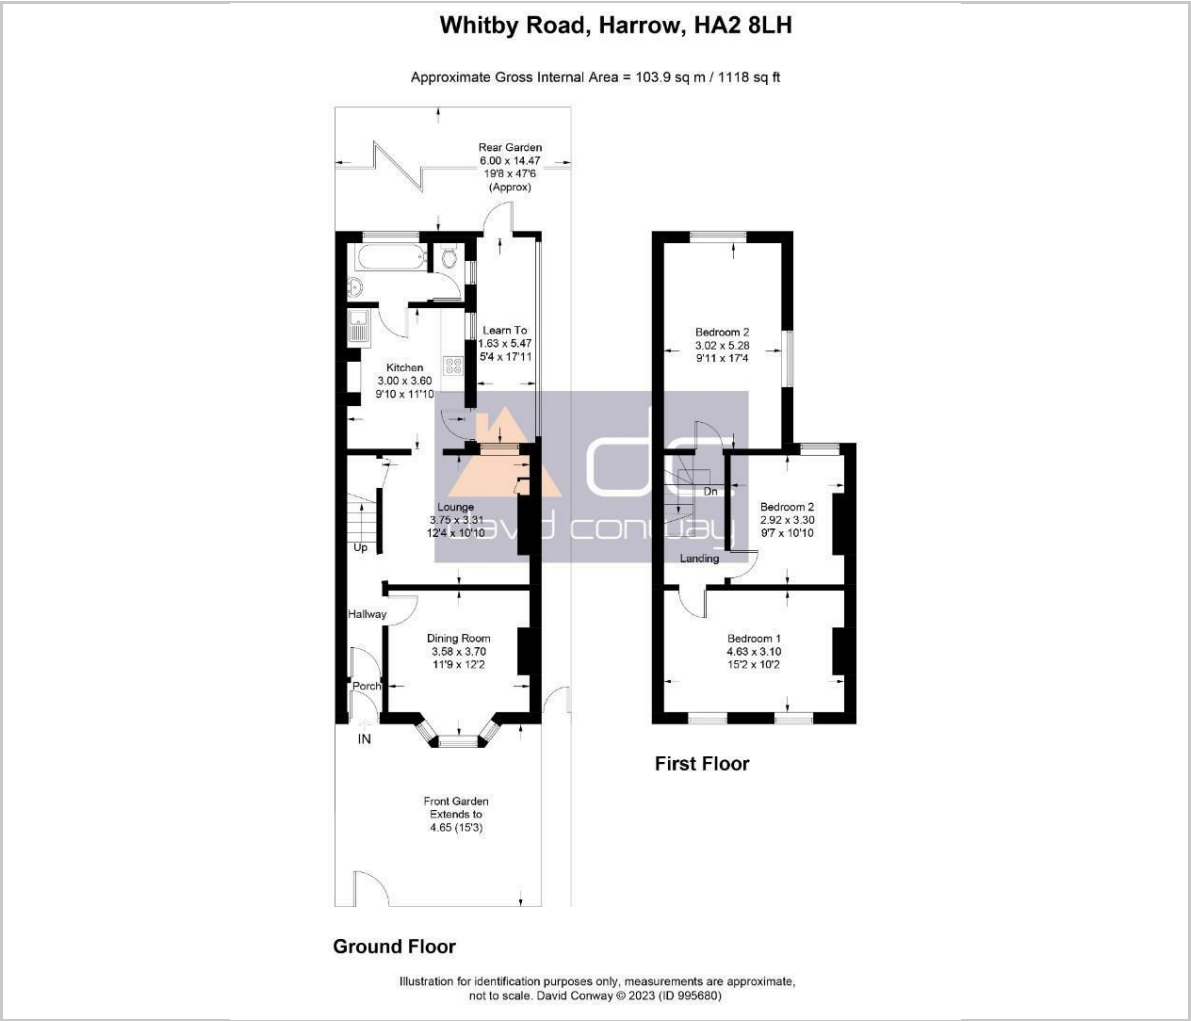 Whitby Road, Harrow, HA2 8LH
Approximate Gross Internal Area = 103.9 sq m / 1118 sq ft
Rear Garden
6.00 x 14.47
19'8 x 47'6
(Approx)
Learn To
1.63 x 5.47
5'4 x 17'11
Kitchen
3.00 x 3.60
9'10 x 11'10
Lounge
3.75 x 3.31
12'4 x 10'10
Up
Hallway
Dining Room
3.58 x 3.70
11'9 x 12'2
Porch
IN
Front Garden
Extends to
4.65 (15'3)
Ground Floor
Bedroom 2
3.02 x 5.28
9'11 x 17'4
Dn
Bedroom 2
2.92 x 3.30
9'7 x 10'10
Landing
Bedroom 1
4.63 x 3.10
15'2 x 10'2
First Floor
dc
david conway
Illustration for identification purposes only, measurements are approximate,
not to scale. David Conway © 2023 (ID 995680)